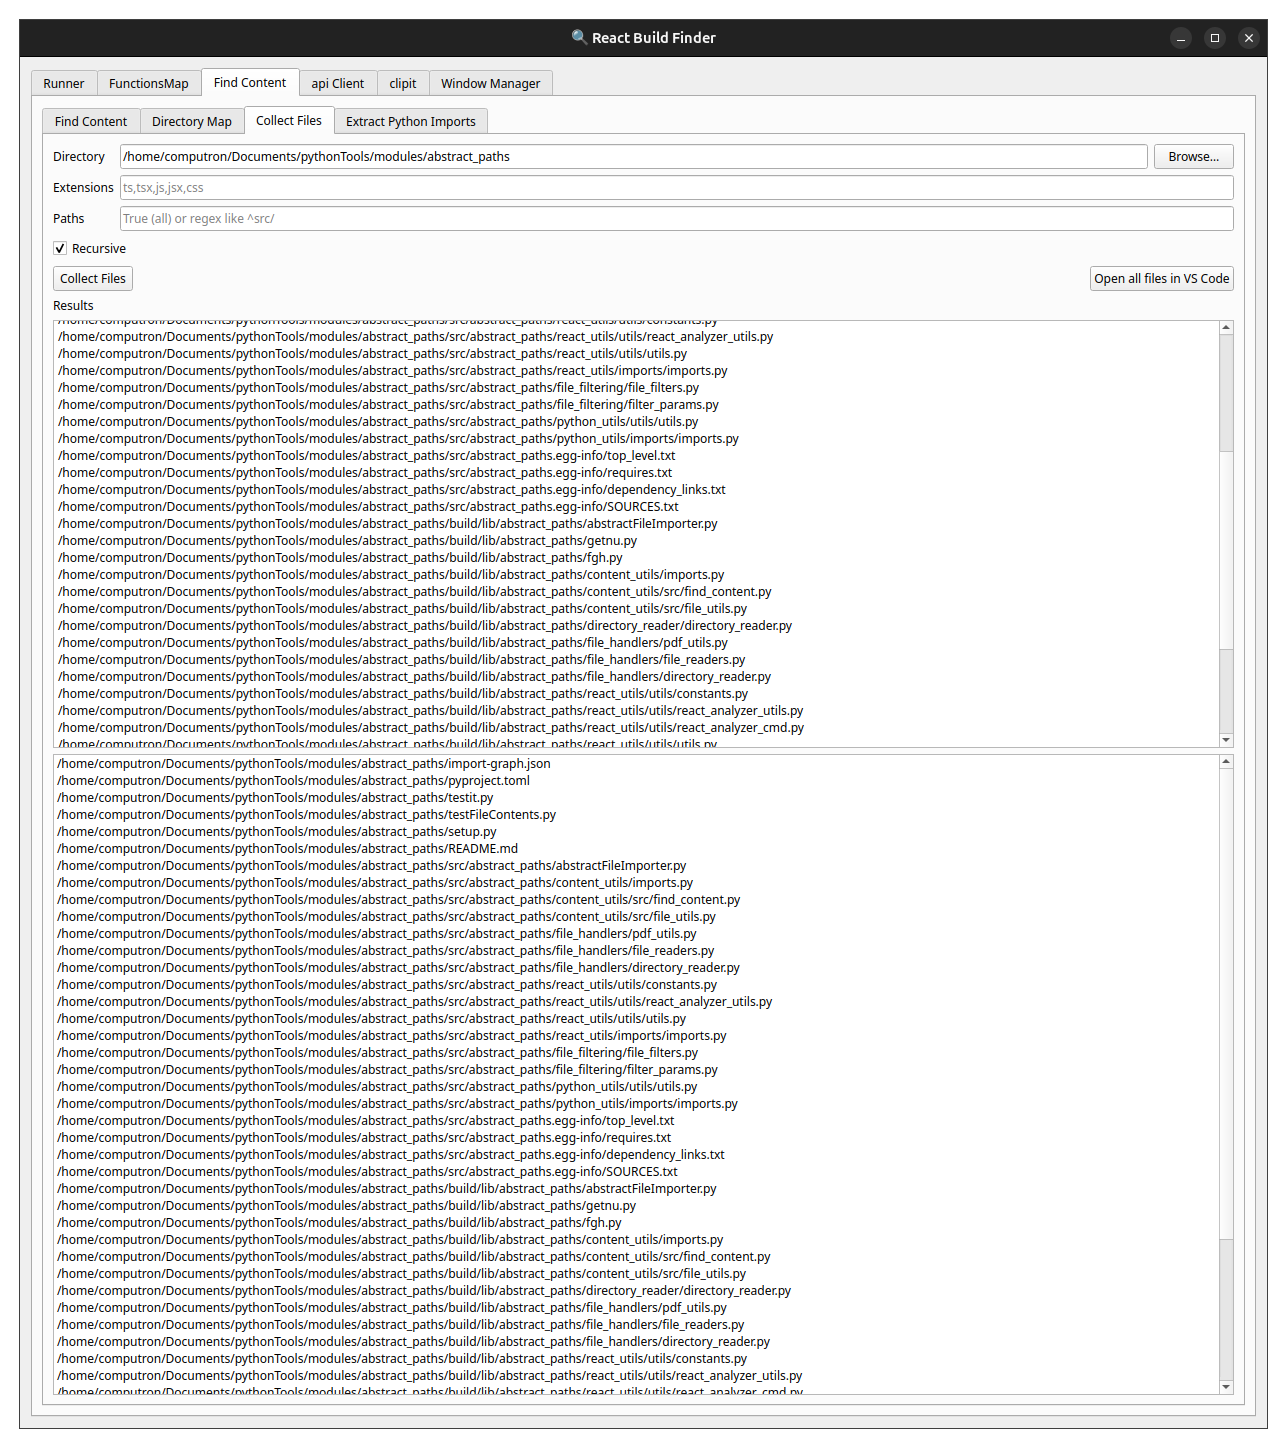 🔍 React Build Finder
Runner FunctionsMap Find Content api Client clipit Window Manager
Find Content Directory Map Collect Files Extract Python Imports
Directory /home/computron/Documents/pythonTools/modules/abstract_paths Browse...
Extensions ts,tsx,js,jsx,css
Paths True (all) or regex like ^src/
Recursive
Collect Files Open all files in VS Code
Results
/home/computron/Documents/pythonTools/modules/abstract_paths/src/abstract_paths/react_utils/utils/constants.py
/home/computron/Documents/pythonTools/modules/abstract_paths/src/abstract_paths/react_utils/utils/react_analyzer_utils.py
/home/computron/Documents/pythonTools/modules/abstract_paths/src/abstract_paths/react_utils/utils/utils.py
/home/computron/Documents/pythonTools/modules/abstract_paths/src/abstract_paths/react_utils/imports/imports.py
/home/computron/Documents/pythonTools/modules/abstract_paths/src/abstract_paths/file_filtering/file_filters.py
/home/computron/Documents/pythonTools/modules/abstract_paths/src/abstract_paths/file_filtering/filter_params.py
/home/computron/Documents/pythonTools/modules/abstract_paths/src/abstract_paths/python_utils/utils/utils.py
/home/computron/Documents/pythonTools/modules/abstract_paths/src/abstract_paths/python_utils/imports/imports.py
/home/computron/Documents/pythonTools/modules/abstract_paths/src/abstract_paths.egg-info/top_level.txt
/home/computron/Documents/pythonTools/modules/abstract_paths/src/abstract_paths.egg-info/requires.txt
/home/computron/Documents/pythonTools/modules/abstract_paths/src/abstract_paths.egg-info/dependency_links.txt
/home/computron/Documents/pythonTools/modules/abstract_paths/src/abstract_paths.egg-info/SOURCES.txt
/home/computron/Documents/pythonTools/modules/abstract_paths/build/lib/abstract_paths/abstractFileImporter.py
/home/computron/Documents/pythonTools/modules/abstract_paths/build/lib/abstract_paths/getnu.py
/home/computron/Documents/pythonTools/modules/abstract_paths/build/lib/abstract_paths/fgh.py
/home/computron/Documents/pythonTools/modules/abstract_paths/build/lib/abstract_paths/content_utils/imports.py
/home/computron/Documents/pythonTools/modules/abstract_paths/build/lib/abstract_paths/content_utils/src/find_content.py
/home/computron/Documents/pythonTools/modules/abstract_paths/build/lib/abstract_paths/content_utils/src/file_utils.py
/home/computron/Documents/pythonTools/modules/abstract_paths/build/lib/abstract_paths/directory_reader/directory_reader.py
/home/computron/Documents/pythonTools/modules/abstract_paths/build/lib/abstract_paths/file_handlers/pdf_utils.py
/home/computron/Documents/pythonTools/modules/abstract_paths/build/lib/abstract_paths/file_handlers/file_readers.py
/home/computron/Documents/pythonTools/modules/abstract_paths/build/lib/abstract_paths/file_handlers/directory_reader.py
/home/computron/Documents/pythonTools/modules/abstract_paths/build/lib/abstract_paths/react_utils/utils/constants.py
/home/computron/Documents/pythonTools/modules/abstract_paths/build/lib/abstract_paths/react_utils/utils/react_analyzer_utils.py
/home/computron/Documents/pythonTools/modules/abstract_paths/build/lib/abstract_paths/react_utils/utils/react_analyzer_cmd.py
/home/computron/Documents/pythonTools/modules/abstract_paths/build/lib/abstract_paths/react_utils/utils/utils.py
/home/computron/Documents/pythonTools/modules/abstract_paths/import-graph.json
/home/computron/Documents/pythonTools/modules/abstract_paths/pyproject.toml
/home/computron/Documents/pythonTools/modules/abstract_paths/testit.py
/home/computron/Documents/pythonTools/modules/abstract_paths/testFileContents.py
/home/computron/Documents/pythonTools/modules/abstract_paths/setup.py
/home/computron/Documents/pythonTools/modules/abstract_paths/README.md
/home/computron/Documents/pythonTools/modules/abstract_paths/src/abstract_paths/abstractFileImporter.py
/home/computron/Documents/pythonTools/modules/abstract_paths/src/abstract_paths/content_utils/imports.py
/home/computron/Documents/pythonTools/modules/abstract_paths/src/abstract_paths/content_utils/src/find_content.py
/home/computron/Documents/pythonTools/modules/abstract_paths/src/abstract_paths/content_utils/src/file_utils.py
/home/computron/Documents/pythonTools/modules/abstract_paths/src/abstract_paths/file_handlers/pdf_utils.py
/home/computron/Documents/pythonTools/modules/abstract_paths/src/abstract_paths/file_handlers/file_readers.py
/home/computron/Documents/pythonTools/modules/abstract_paths/src/abstract_paths/file_handlers/directory_reader.py
/home/computron/Documents/pythonTools/modules/abstract_paths/src/abstract_paths/react_utils/utils/constants.py
/home/computron/Documents/pythonTools/modules/abstract_paths/src/abstract_paths/react_utils/utils/react_analyzer_utils.py
/home/computron/Documents/pythonTools/modules/abstract_paths/src/abstract_paths/react_utils/utils/utils.py
/home/computron/Documents/pythonTools/modules/abstract_paths/src/abstract_paths/react_utils/imports/imports.py
/home/computron/Documents/pythonTools/modules/abstract_paths/src/abstract_paths/file_filtering/file_filters.py
/home/computron/Documents/pythonTools/modules/abstract_paths/src/abstract_paths/file_filtering/filter_params.py
/home/computron/Documents/pythonTools/modules/abstract_paths/src/abstract_paths/python_utils/utils/utils.py
/home/computron/Documents/pythonTools/modules/abstract_paths/src/abstract_paths/python_utils/imports/imports.py
/home/computron/Documents/pythonTools/modules/abstract_paths/src/abstract_paths.egg-info/top_level.txt
/home/computron/Documents/pythonTools/modules/abstract_paths/src/abstract_paths.egg-info/requires.txt
/home/computron/Documents/pythonTools/modules/abstract_paths/src/abstract_paths.egg-info/dependency_links.txt
/home/computron/Documents/pythonTools/modules/abstract_paths/src/abstract_paths.egg-info/SOURCES.txt
/home/computron/Documents/pythonTools/modules/abstract_paths/build/lib/abstract_paths/abstractFileImporter.py
/home/computron/Documents/pythonTools/modules/abstract_paths/build/lib/abstract_paths/getnu.py
/home/computron/Documents/pythonTools/modules/abstract_paths/build/lib/abstract_paths/fgh.py
/home/computron/Documents/pythonTools/modules/abstract_paths/build/lib/abstract_paths/content_utils/imports.py
/home/computron/Documents/pythonTools/modules/abstract_paths/build/lib/abstract_paths/content_utils/src/find_content.py
/home/computron/Documents/pythonTools/modules/abstract_paths/build/lib/abstract_paths/content_utils/src/file_utils.py
/home/computron/Documents/pythonTools/modules/abstract_paths/build/lib/abstract_paths/directory_reader/directory_reader.py
/home/computron/Documents/pythonTools/modules/abstract_paths/build/lib/abstract_paths/file_handlers/pdf_utils.py
/home/computron/Documents/pythonTools/modules/abstract_paths/build/lib/abstract_paths/file_handlers/file_readers.py
/home/computron/Documents/pythonTools/modules/abstract_paths/build/lib/abstract_paths/file_handlers/directory_reader.py
/home/computron/Documents/pythonTools/modules/abstract_paths/build/lib/abstract_paths/react_utils/utils/constants.py
/home/computron/Documents/pythonTools/modules/abstract_paths/build/lib/abstract_paths/react_utils/utils/react_analyzer_utils.py
/home/computron/Documents/pythonTools/modules/abstract_paths/build/lib/abstract_paths/react_utils/utils/react_analyzer_cmd.py